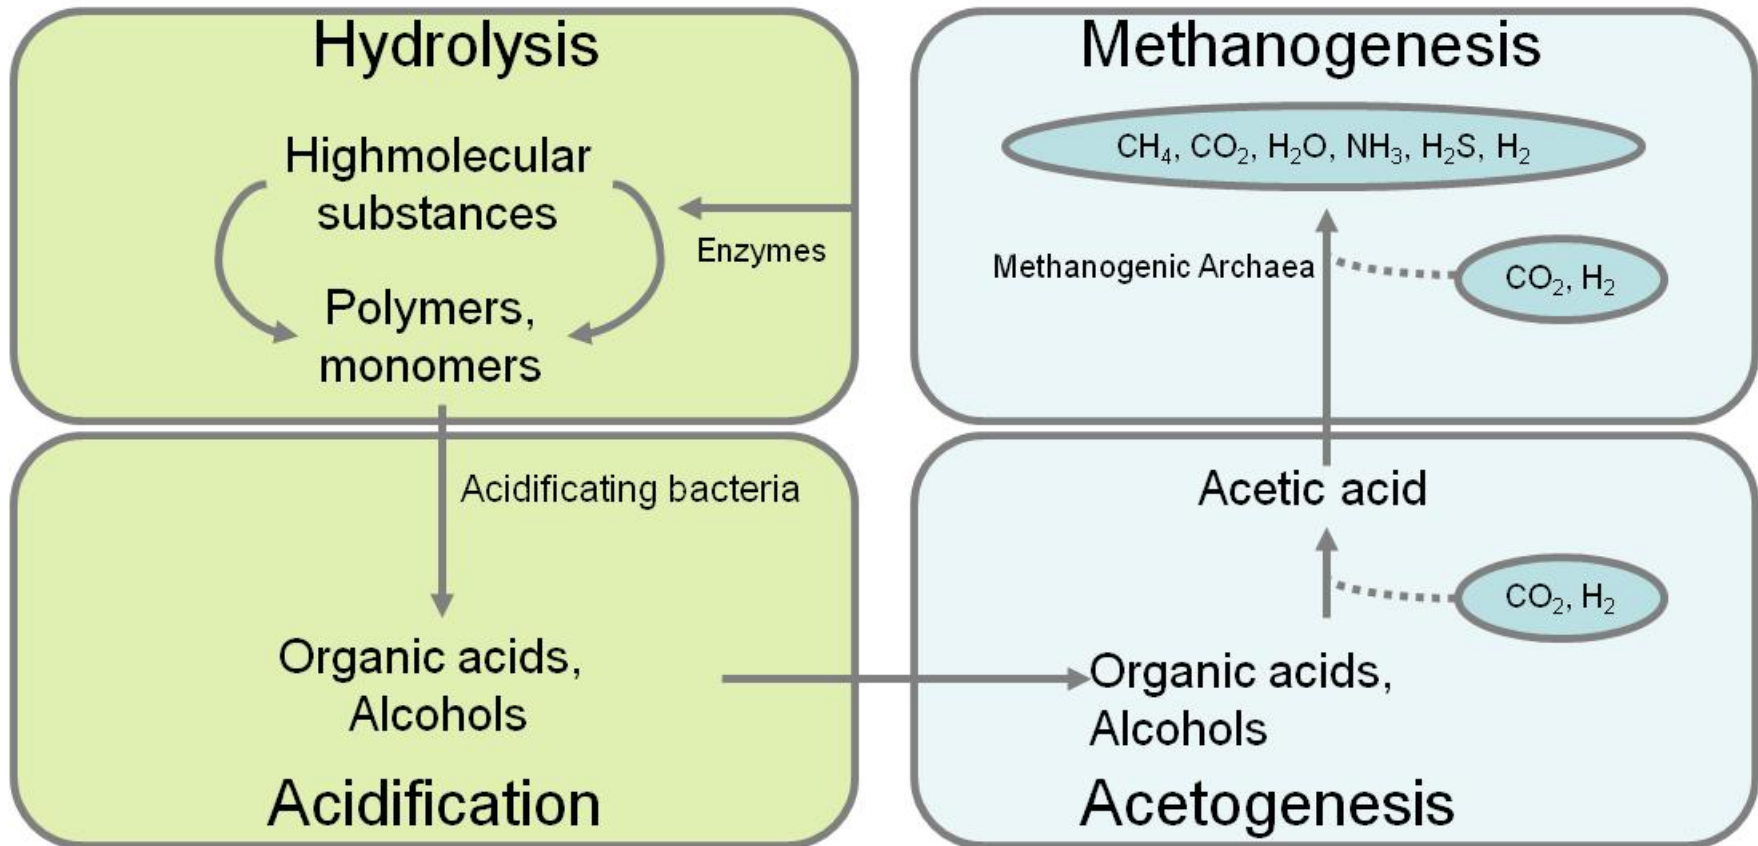 Hydrolysis
Highmolecular
substances
Enzymes
Polymers,
monomers
Acidificating bacteria
Organic acids,
Alcohols
Acidification
Methanogenesis
CH₄, CO₂, H₂O, NH₃, H₂S, H₂
Methanogenic Archaea
CO₂, H₂
Acetic acid
CO₂, H₂
Organic acids,
Alcohols
Acetogenesis